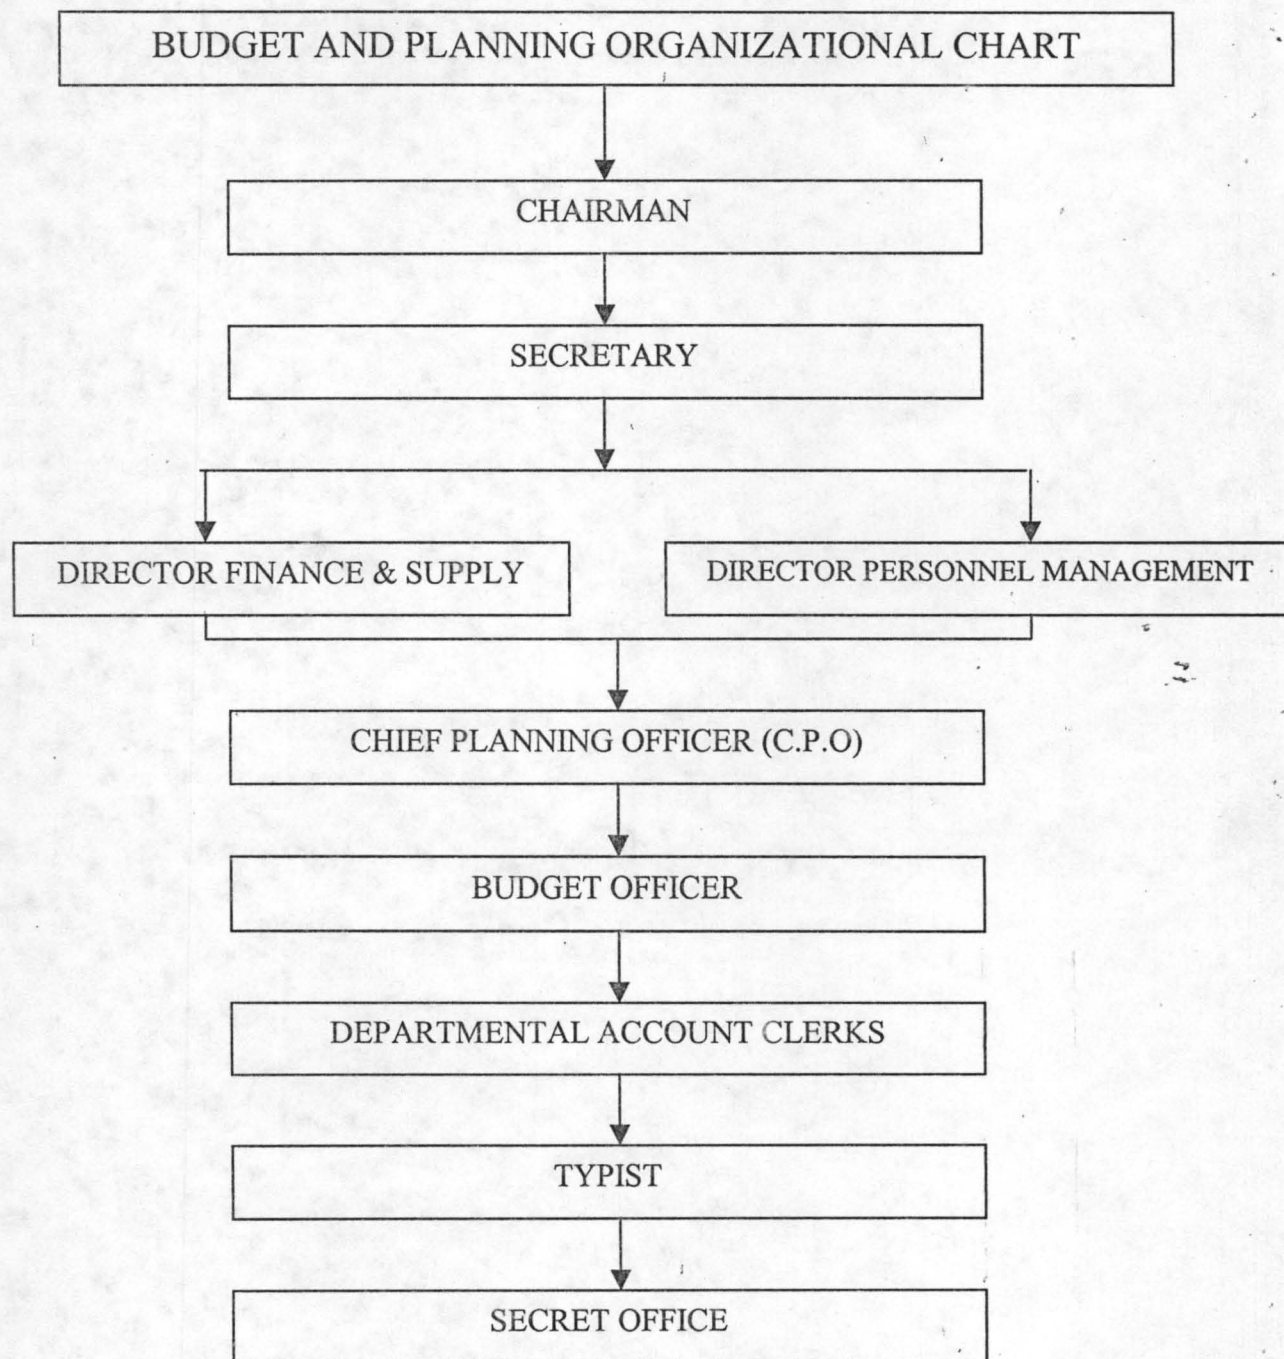 BUDGET AND PLANNING ORGANIZATIONAL CHART
CHAIRMAN
SECRETARY
DIRECTOR FINANCE & SUPPLY
DIRECTOR PERSONNEL MANAGEMENT
CHIEF PLANNING OFFICER (C.P.O)
BUDGET OFFICER
DEPARTMENTAL ACCOUNT CLERKS
TYPIST
SECRET OFFICE